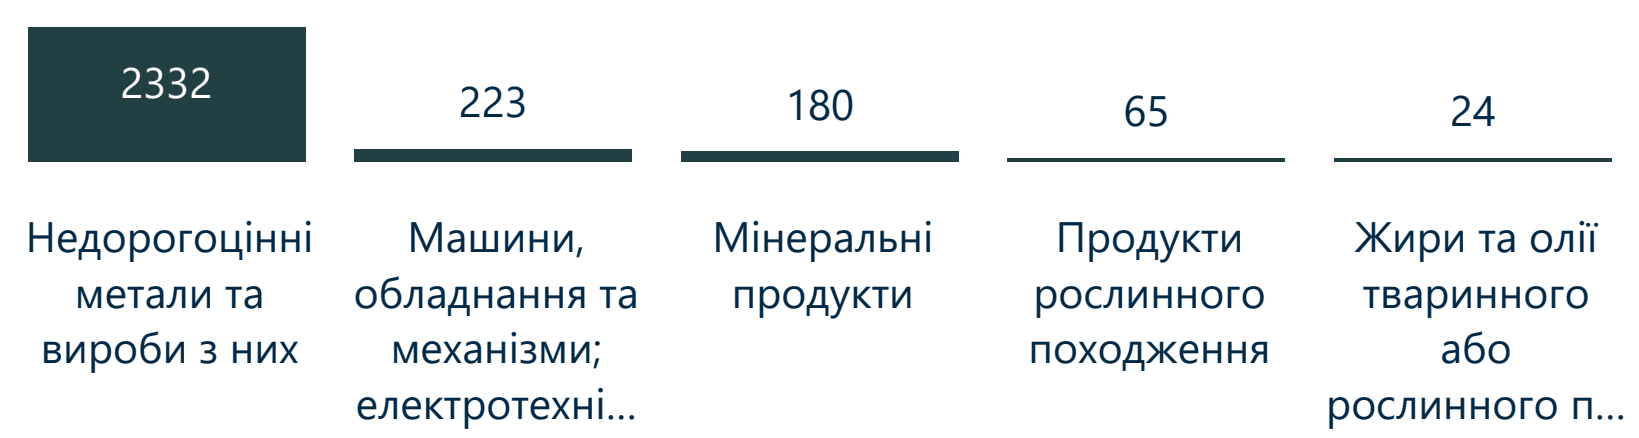 2332
223
180
65
24
Недорогоцінні
метали та
вироби з них
Машини,
обладнання та
механізми;
електротехні...
Мінеральні
продукти
Продукти
рослинного
походження
Жири та олії
тваринного
або
рослинного п...